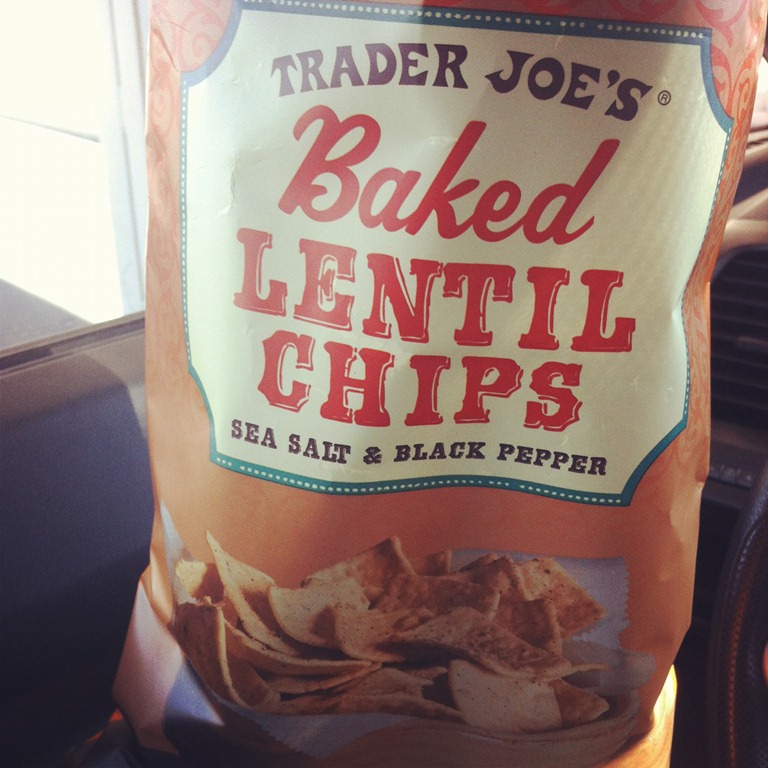 TRADER JOE'S®
Baked
LENTIL
CHIPS
SEA SALT & BLACK PEPPER